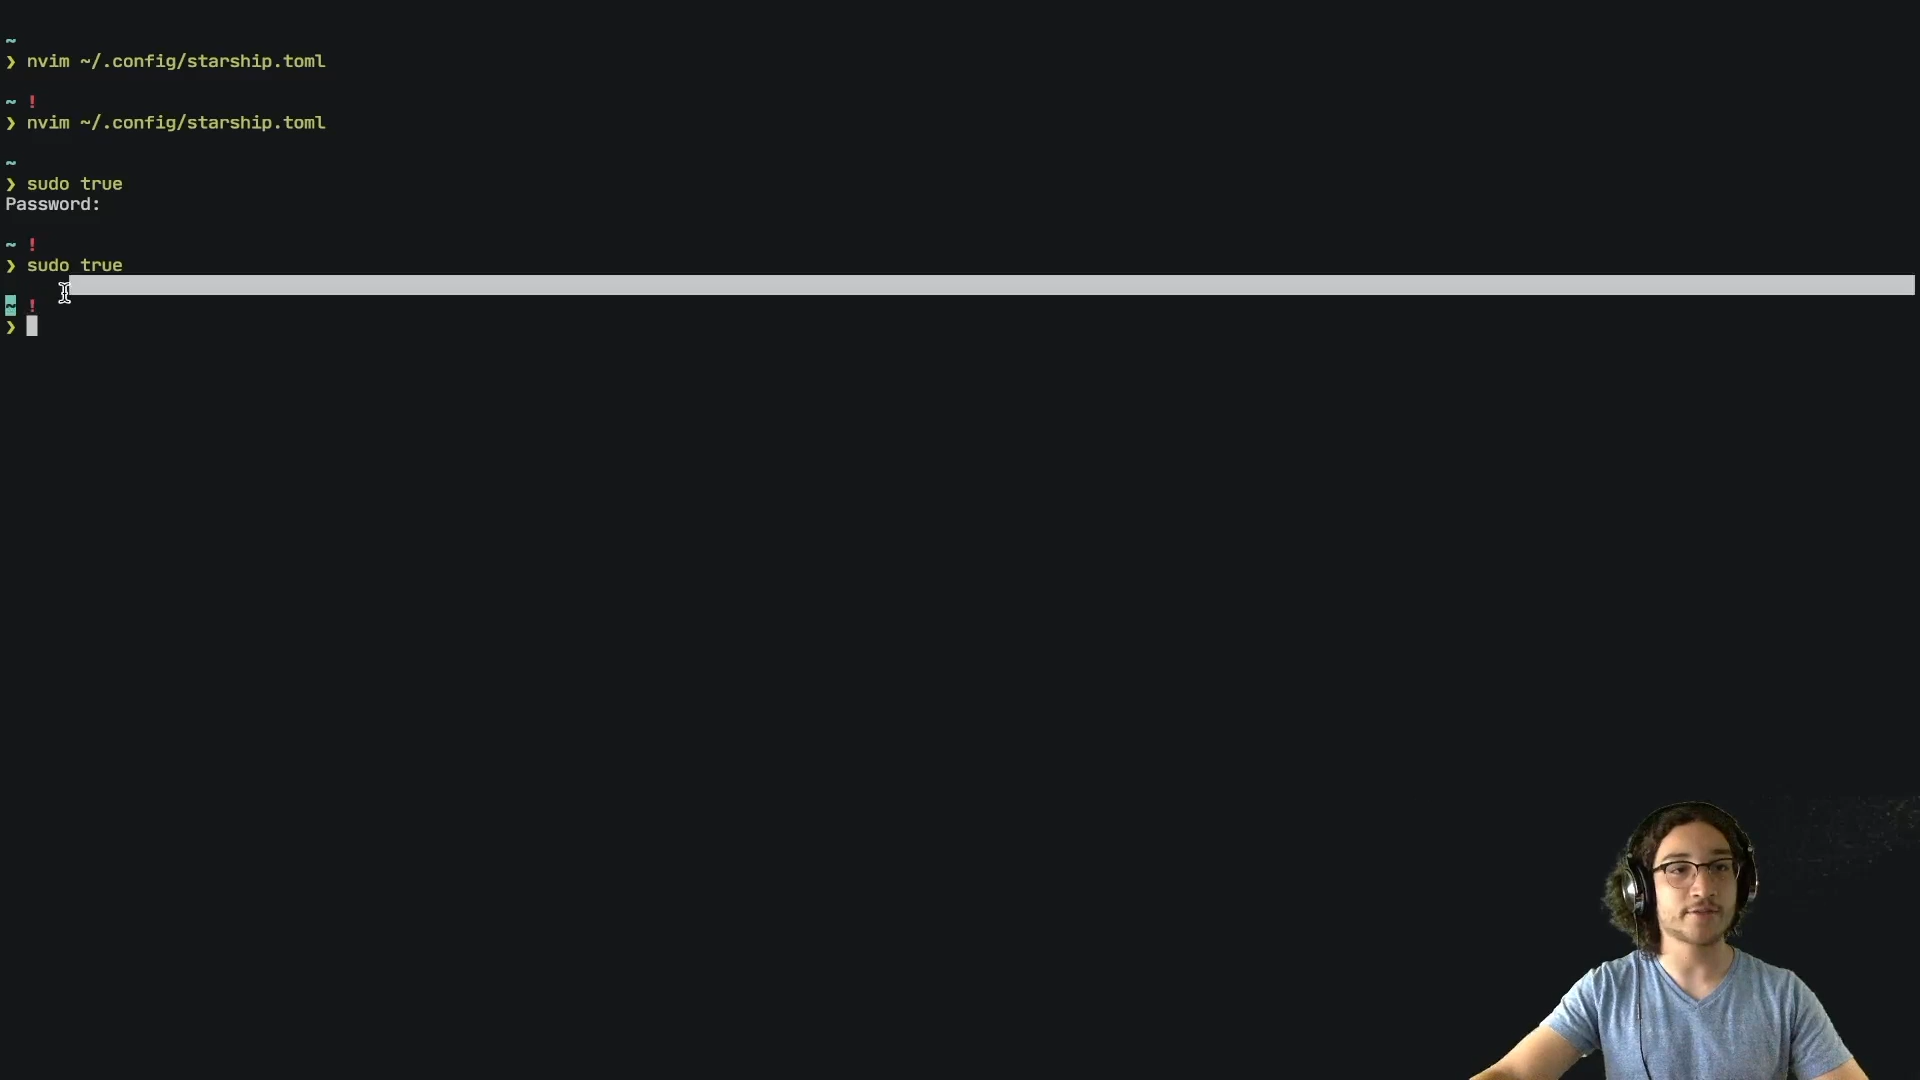 ~
❯ nvim ~/.config/starship.toml
~ !
❯ nvim ~/.config/starship.toml
~
❯ sudo true
Password:
~ !
❯ sudo true
~ !
❯